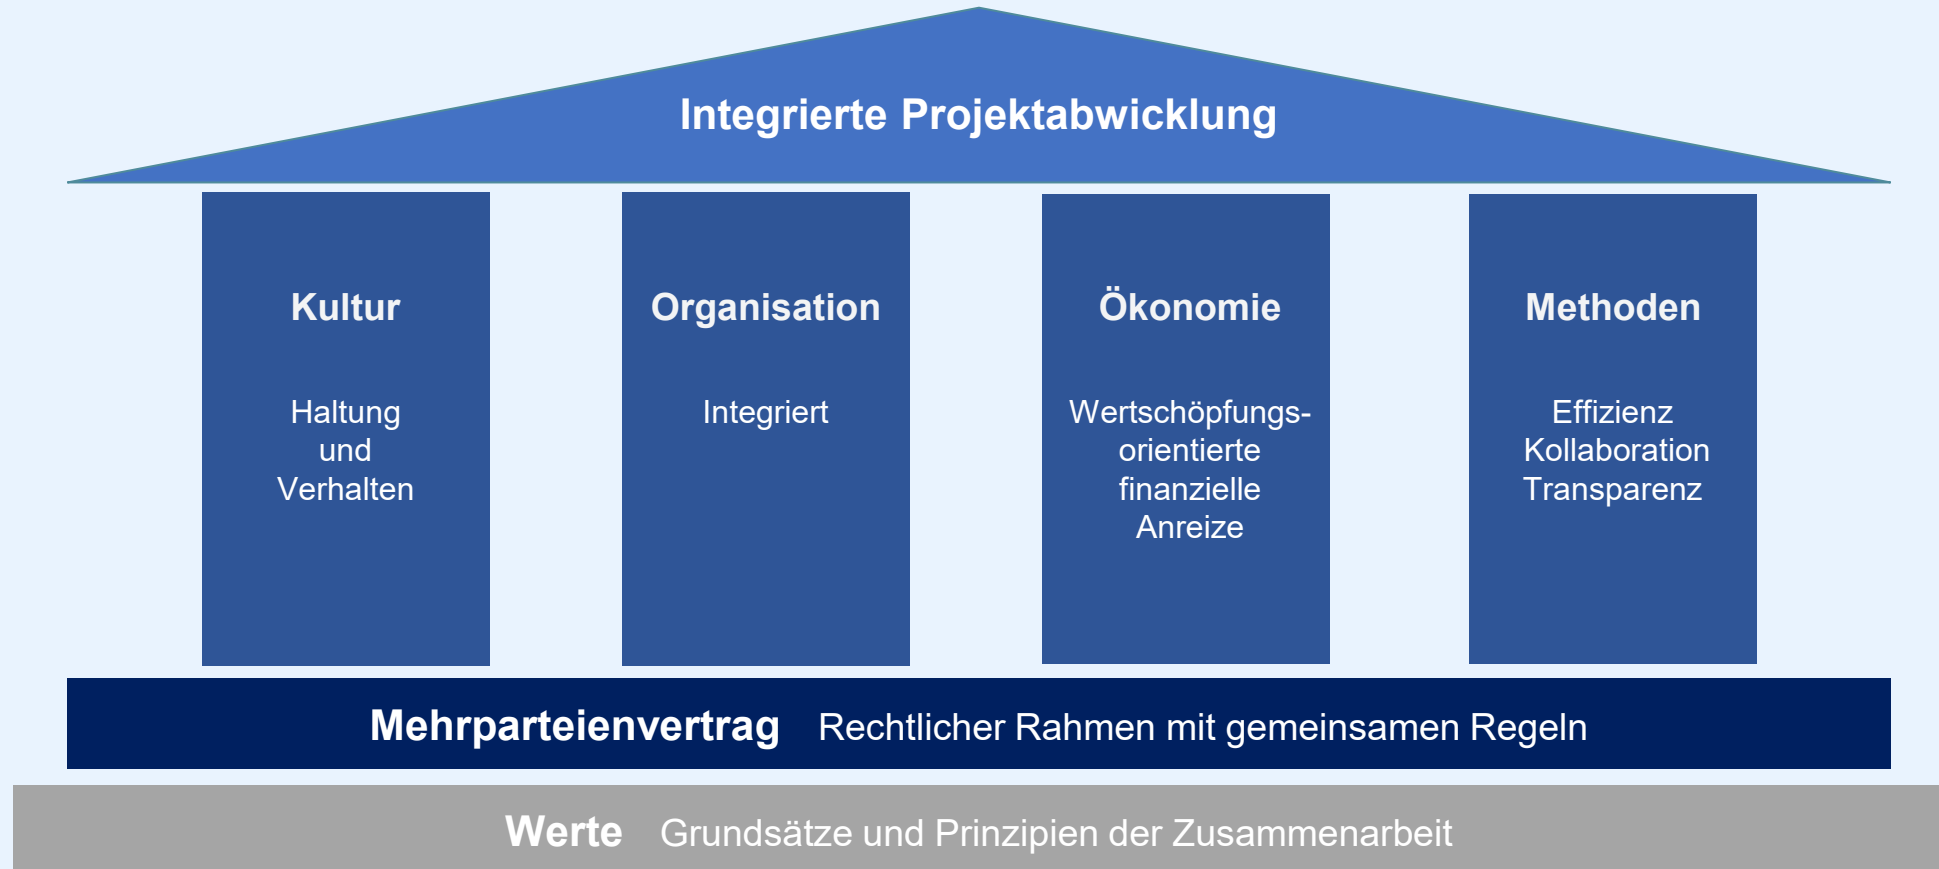 Integrierte Projektabwicklung
Kultur
Haltung
und
Verhalten
Organisation
Integriert
Ökonomie
Wertschöpfungs-
orientierte
finanzielle
Anreize
Methoden
Effizienz
Kollaboration
Transparenz
Mehrparteienvertrag Rechtlicher Rahmen mit gemeinsamen Regeln
Werte Grundsätze und Prinzipien der Zusammenarbeit